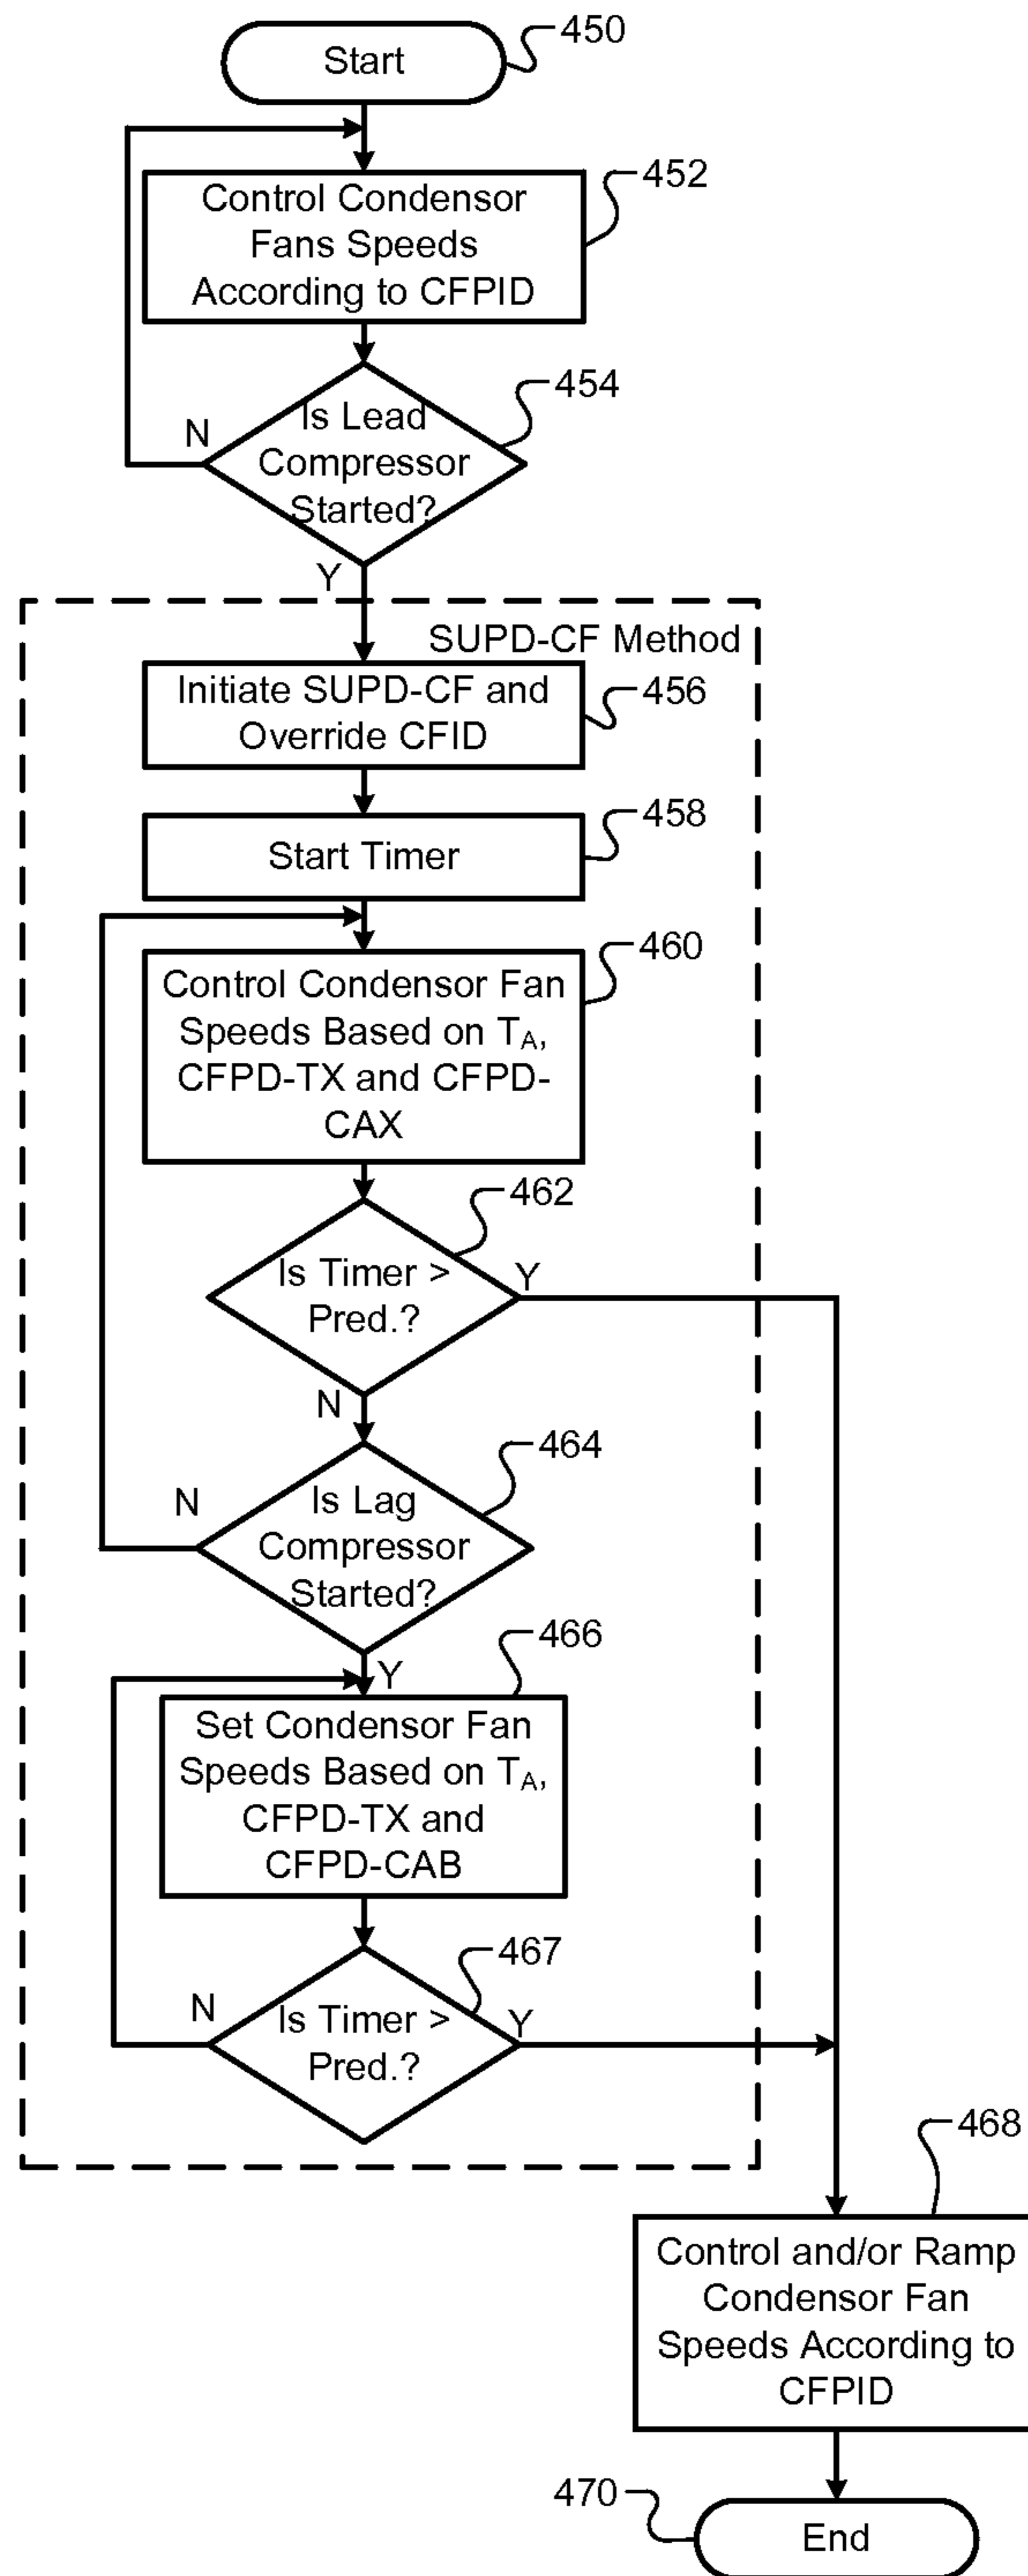 Start
450
Control Condensor
Fans Speeds
According to CFPID
452
Is Lead
Compressor
Started?
454
N
Y
SUPD-CF Method
Initiate SUPD-CF and
Override CFID
456
Start Timer
458
Control Condensor Fan
Speeds Based on TA,
CFPD-TX and CFPD-
CAX
460
Is Timer >
Pred.?
462
Y
N
Is Lag
Compressor
Started?
464
N
Y
Set Condensor Fan
Speeds Based on TA,
CFPD-TX and
CFPD-CAB
466
Is Timer >
Pred.?
467
N
Y
Control and/or Ramp
Condensor Fan
Speeds According to
CFPID
468
End
470